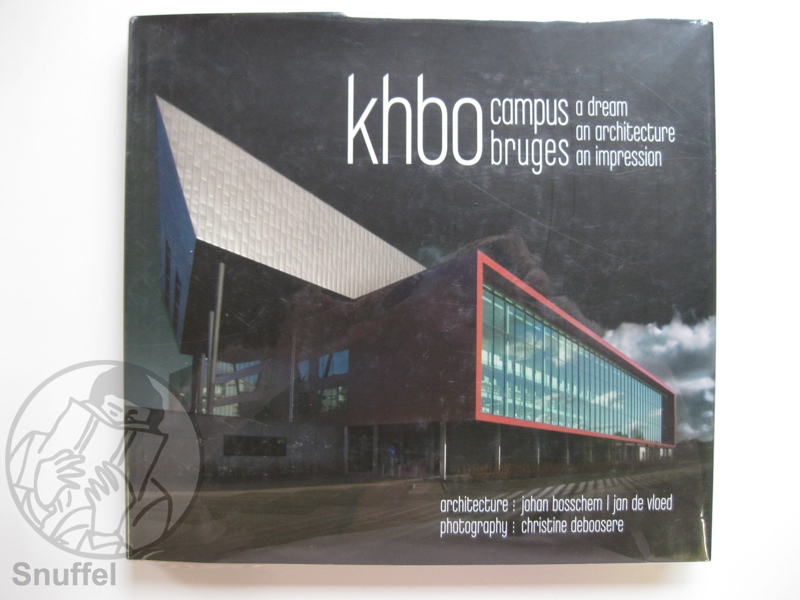 khbo
campus
bruges
a dream
an architecture
an impression
architecture : johan bosschem | jan de vloed
photography : christine deboosere
Snuffel